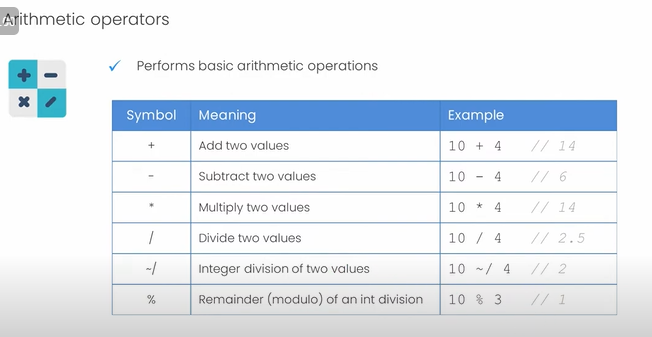 AI
Arithmetic operators
✓ Performs basic arithmetic operations
Symbol Meaning Example
+ Add two values 10 + 4 // 14
- Subtract two values 10 - 4 // 6
* Multiply two values 10 * 4 // 14
/ Divide two values 10 / 4 // 2.5
~/ Integer division of two values 10 ~/ 4 // 2
% Remainder (modulo) of an int division 10 % 3 // 1